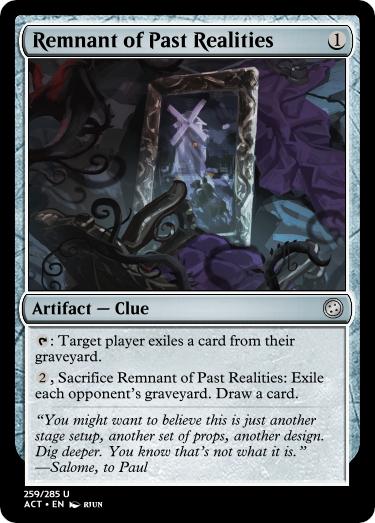 Remnant of Past Realities 1
Artifact — Clue
: Target player exiles a card from their
graveyard.
2, Sacrifice Remnant of Past Realities: Exile
each opponent's graveyard. Draw a card.
"You might want to believe this is just another
stage setup, another set of props, another design.
Dig deeper. You know that's not what it is."
—Salome, to Paul
259/285 U
ACT • EN RJUN